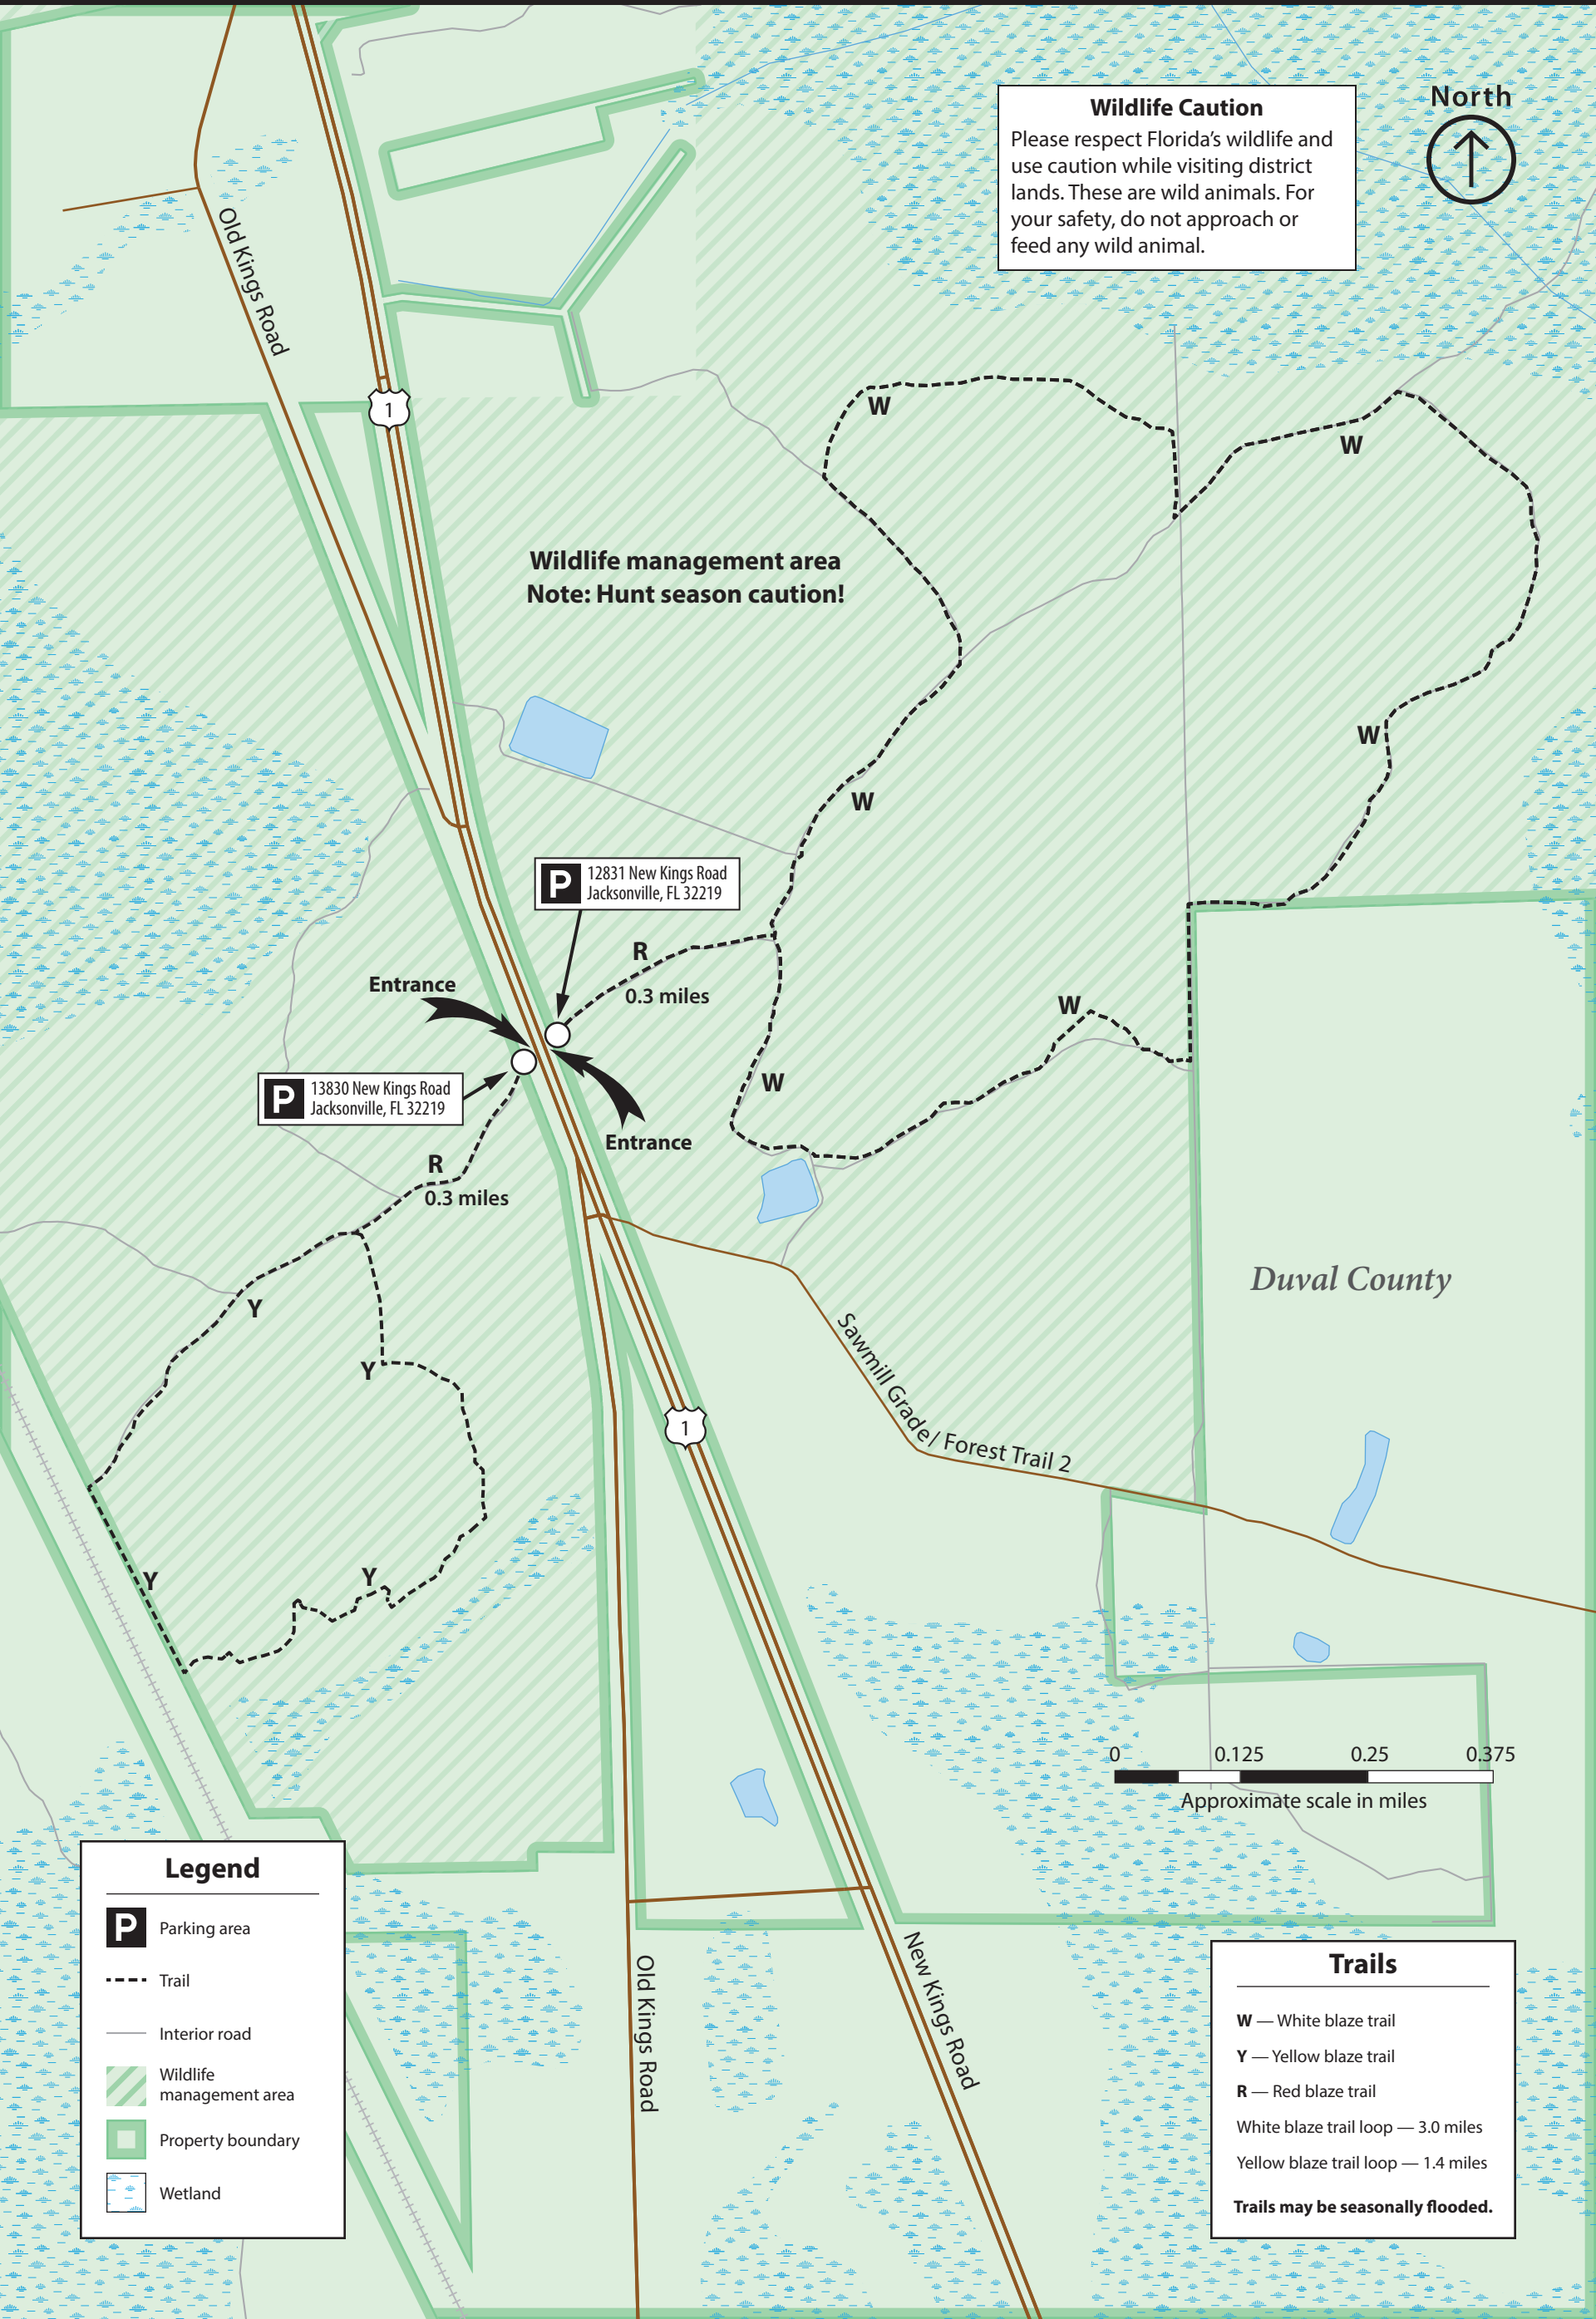 Wildlife Caution
Please respect Florida's wildlife and
use caution while visiting district
lands. These are wild animals. For
your safety, do not approach or
feed any wild animal.
North
Old Kings Road
1
W
W
Wildlife management area
Note: Hunt season caution!
W
W
P
12831 New Kings Road
Jacksonville, FL 32219
R
0.3 miles
Entrance
W
W
P
13830 New Kings Road
Jacksonville, FL 32219
Entrance
R
0.3 miles
Duval County
Y
Y
Sawmill Grade/ Forest Trail 2
1
Y
Y
0 0.125 0.25 0.375
Approximate scale in miles
Old Kings Road
New Kings Road
Legend
P Parking area
Trail
Interior road
Wildlife
management area
Property boundary
Wetland
Trails
W — White blaze trail
Y — Yellow blaze trail
R — Red blaze trail
White blaze trail loop — 3.0 miles
Yellow blaze trail loop — 1.4 miles
Trails may be seasonally flooded.